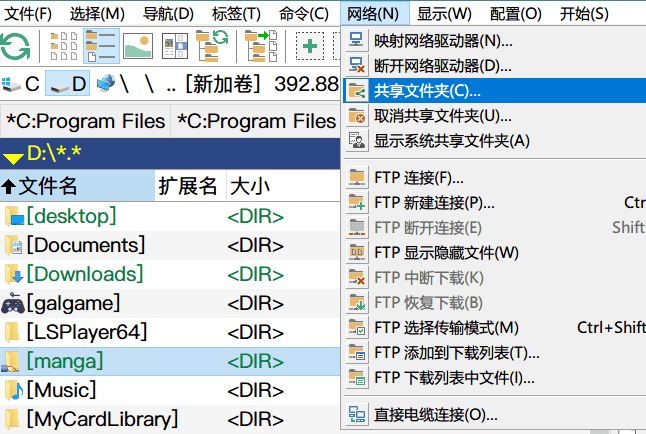 文件(F) 选择(M) 导航(D) 标签(T) 命令(C) 网络(N) 显示(W) 配置(O) 开始(S)
C D \ \ .. [新加卷] 392.88
*C:Program Files *C:Program Files
D:\*.*
文件名 扩展名 大小
[desktop] <DIR>
[Documents] <DIR>
[Downloads] <DIR>
[galgame] <DIR>
[LSPlayer64] <DIR>
[manga] <DIR>
[Music] <DIR>
[MyCardLibrary] <DIR>
映射网络驱动器(N)...
断开网络驱动器(D)...
共享文件夹(C)...
取消共享文件夹(U)...
显示系统共享文件夹(A)
FTP 连接(F)...
FTP 新建连接(P)... Ctr
FTP 断开连接(E) Shift
FTP 显示隐藏文件(W)
FTP 中断下载(K)
FTP 恢复下载(B)
FTP 选择传输模式(M) Ctrl+Shift
FTP 添加到下载列表(T)...
FTP 下载列表中文件(I)...
直接电缆连接(O)...